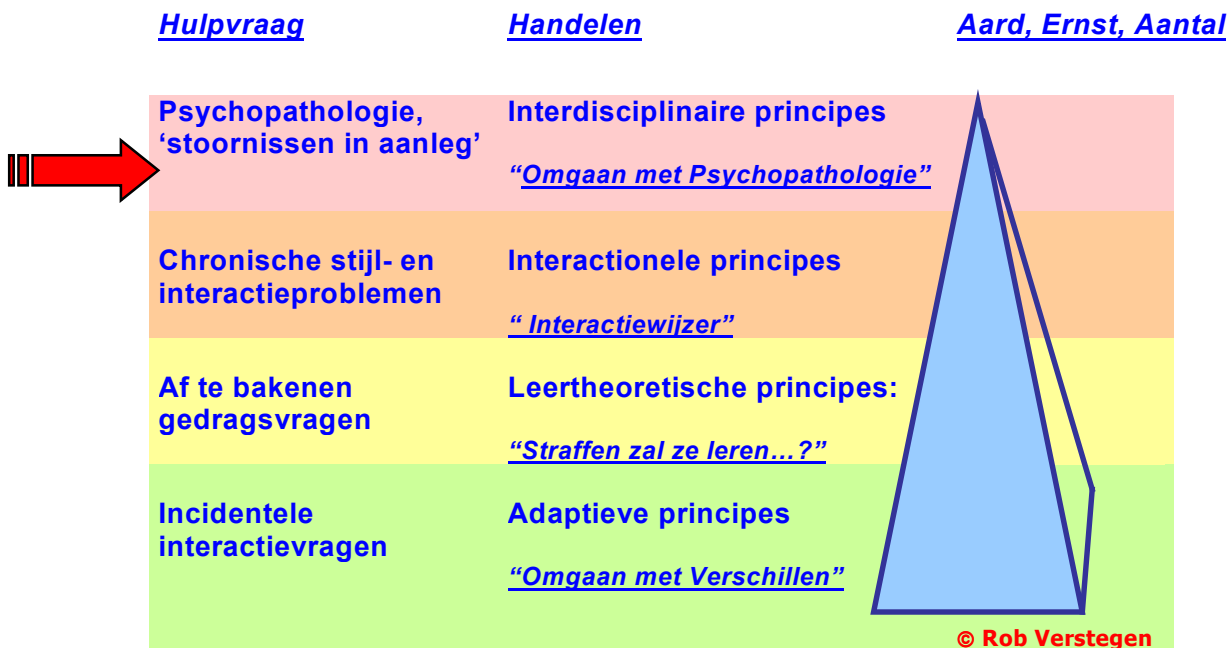 Hulpvraag Handelen Aard, Ernst, Aantal
Psychopathologie, Interdisciplinaire principes
‘stoornissen in aanleg’
“Omgaan met Psychopathologie”
Chronische stijl- en Interactionele principes
interactieproblemen
“ Interactiewijzer”
Af te bakenen Leertheoretische principes:
gedragsvragen
“Straffen zal ze leren…?”
Incidentele Adaptieve principes
interactievragen
“Omgaan met Verschillen”
© Rob Verstegen